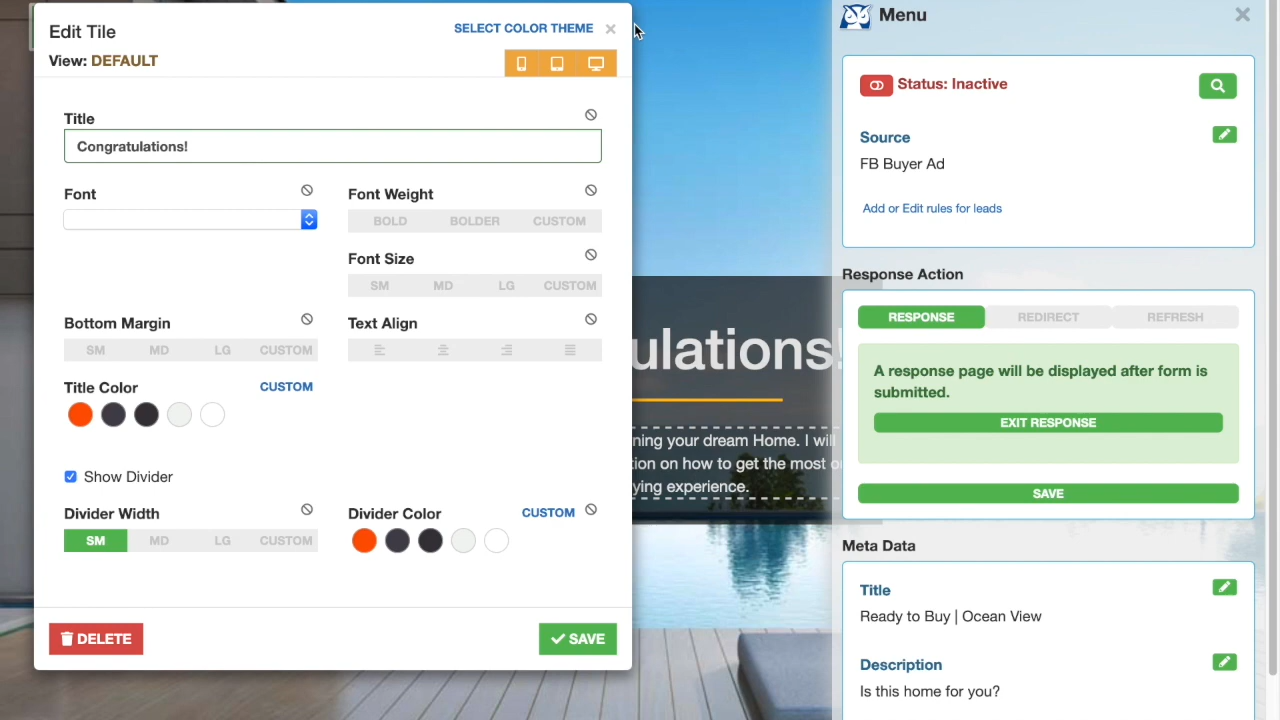 Edit Tile
SELECT COLOR THEME
View: DEFAULT
Title
Congratulations!
Font
Font Weight
BOLD BOLDER CUSTOM
Font Size
SM MD LG CUSTOM
Bottom Margin
SM MD LG CUSTOM
Text Align
Title Color
CUSTOM
Show Divider
Divider Width
SM MD LG CUSTOM
Divider Color
CUSTOM
DELETE
SAVE
ulations!
ning your dream Home. I will
tion on how to get the most o
ying experience.
Menu
Status: Inactive
Source
FB Buyer Ad
Add or Edit rules for leads
Response Action
RESPONSE REDIRECT REFRESH
A response page will be displayed after form is
submitted.
EXIT RESPONSE
SAVE
Meta Data
Title
Ready to Buy | Ocean View
Description
Is this home for you?